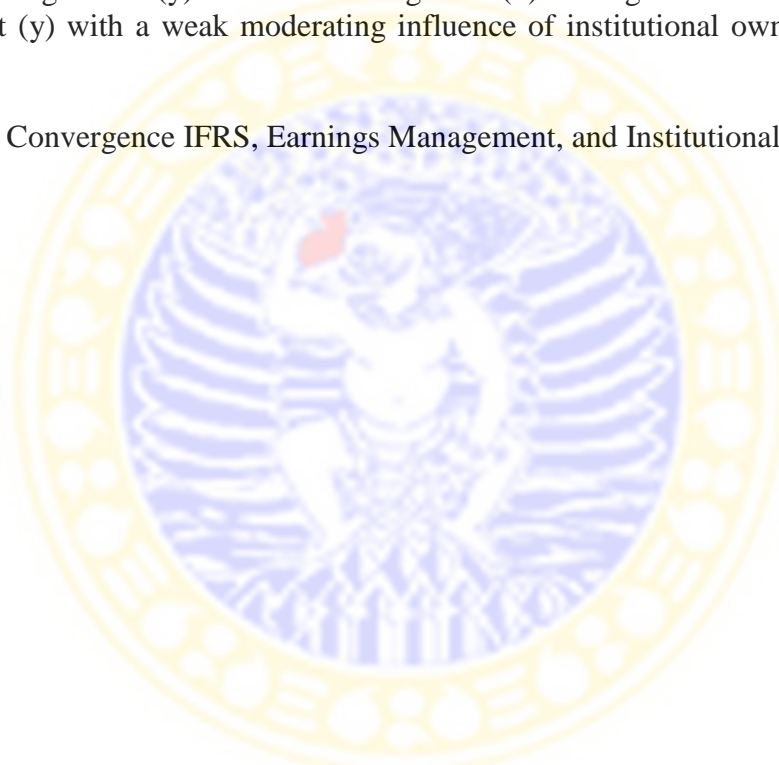 t (y) with a weak moderating influence of institutional own
Convergence IFRS, Earnings Management, and Institutional